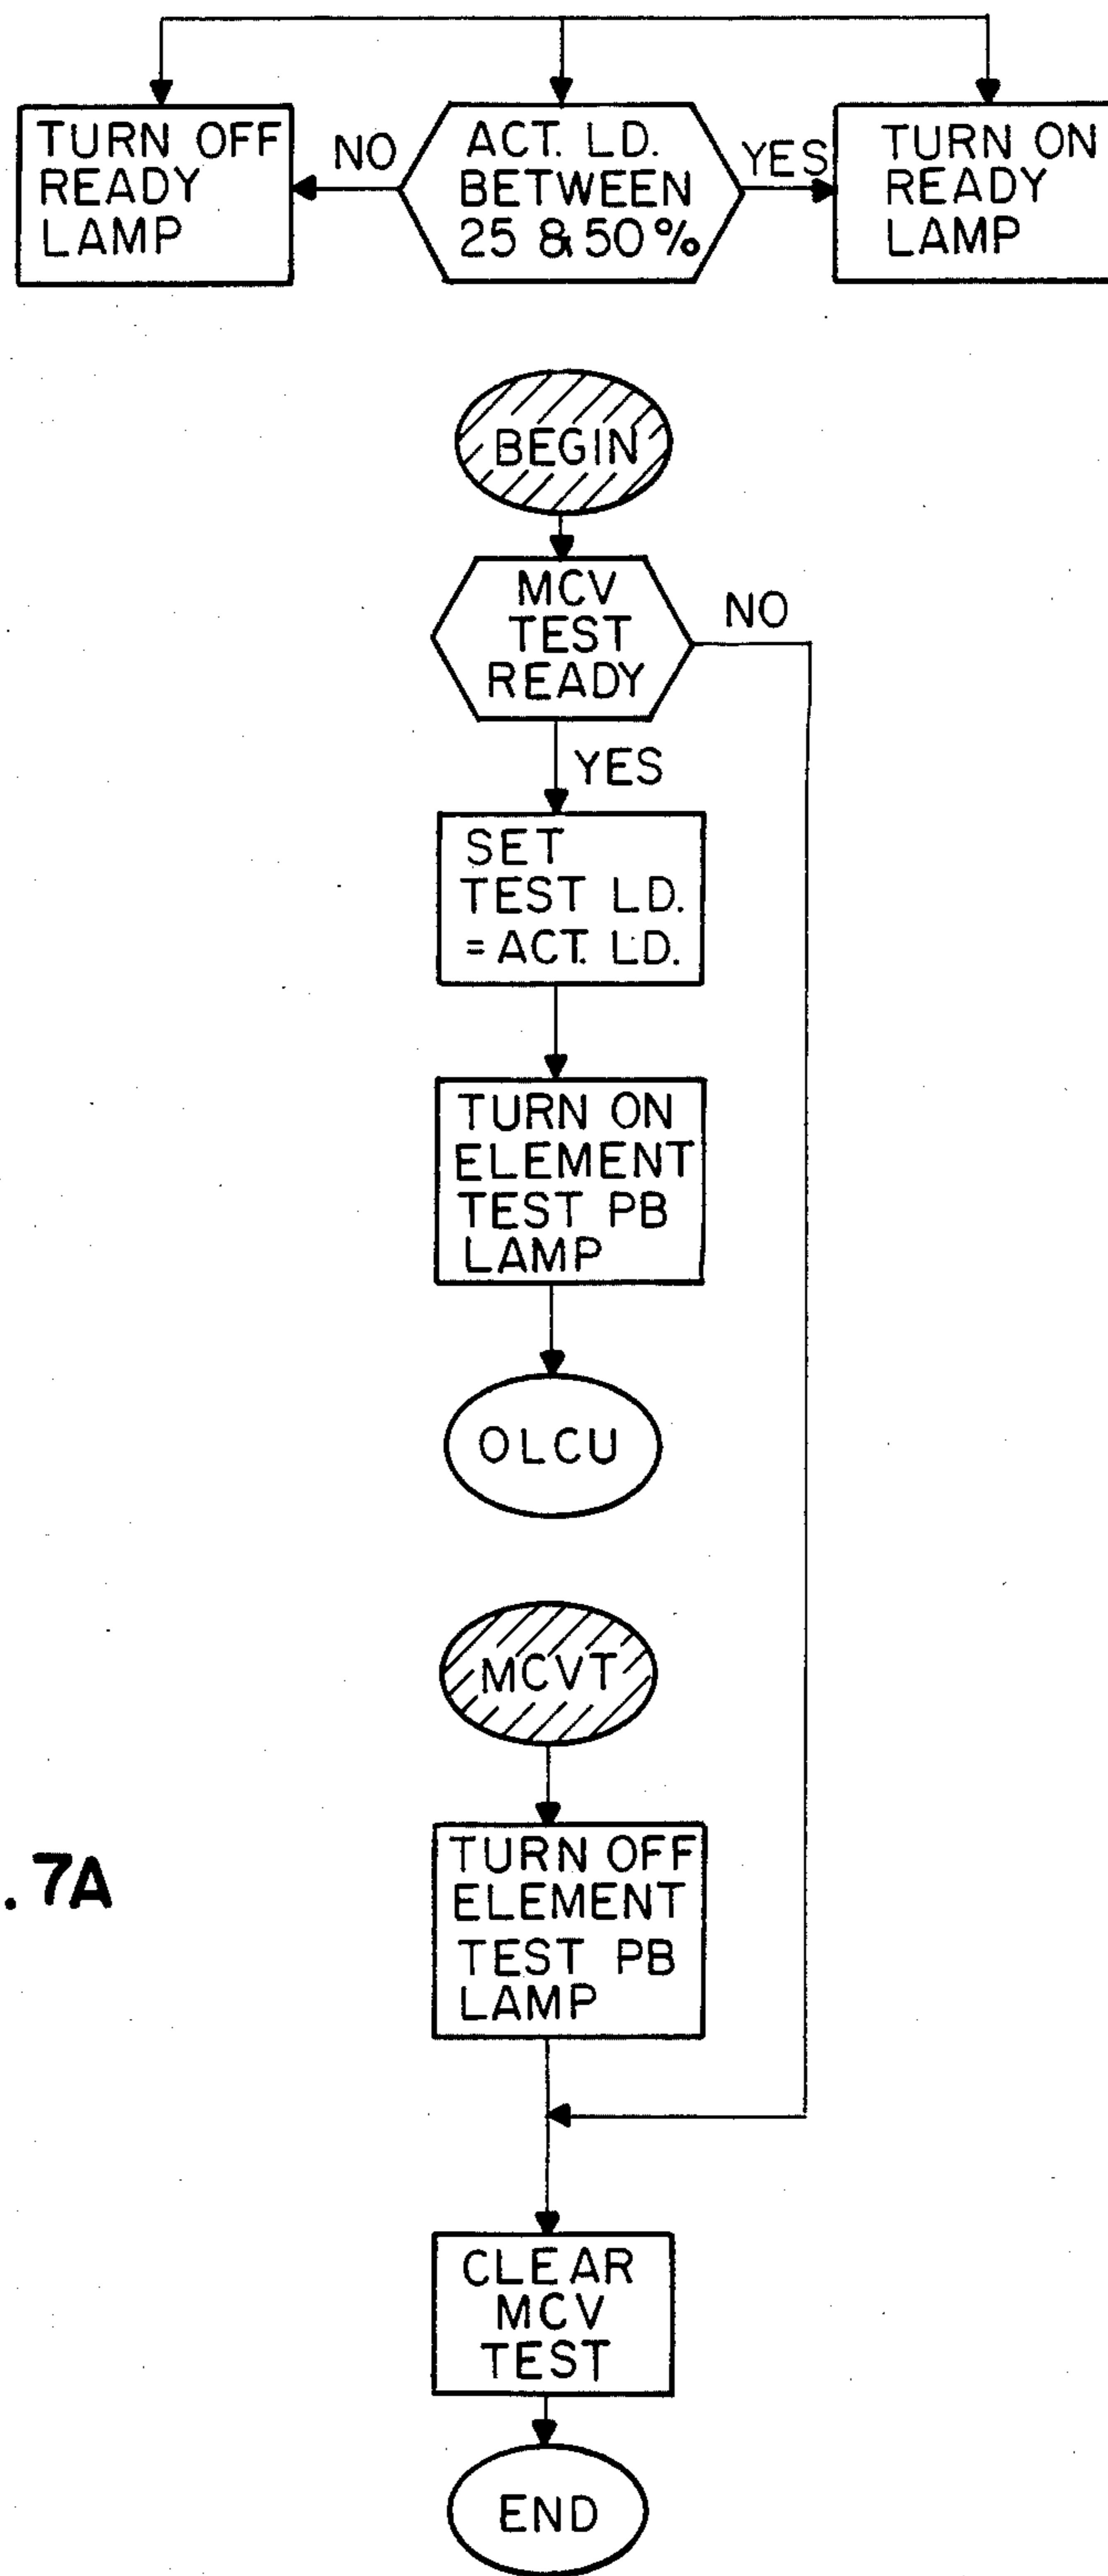 TURN OFF
READY
LAMP
NO
ACT. LD.
BETWEEN
25 & 50%
YES
TURN ON
READY
LAMP
BEGIN
MCV
TEST
READY
NO
YES
SET
TEST LD.
= ACT. LD.
TURN ON
ELEMENT
TEST PB
LAMP
OLCU
MCVT
TURN OFF
ELEMENT
TEST PB
LAMP
. 7A
CLEAR
MCV
TEST
END